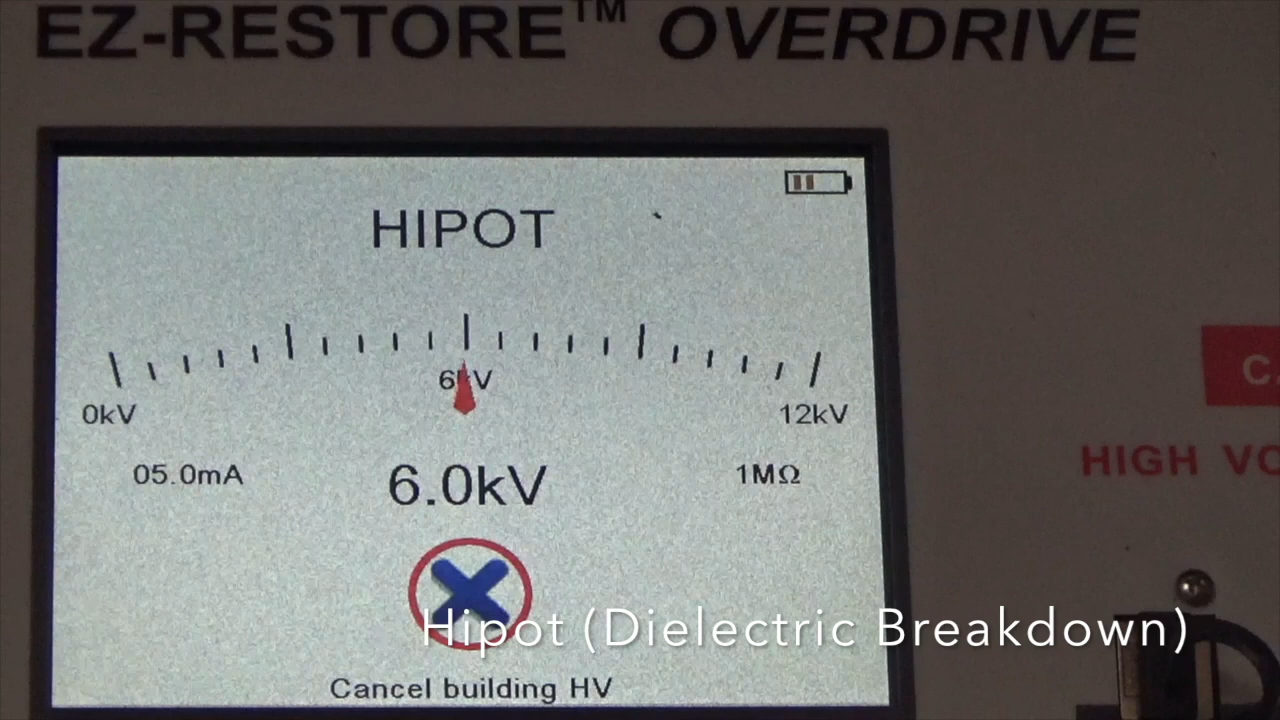 EZ-RESTORE™ OVERDRIVE
HIPOT
6kV
0kV
12kV
05.0mA
6.0kV
1MΩ
HIGH
Hipot (Dielectric Breakdown)
Cancel building HV